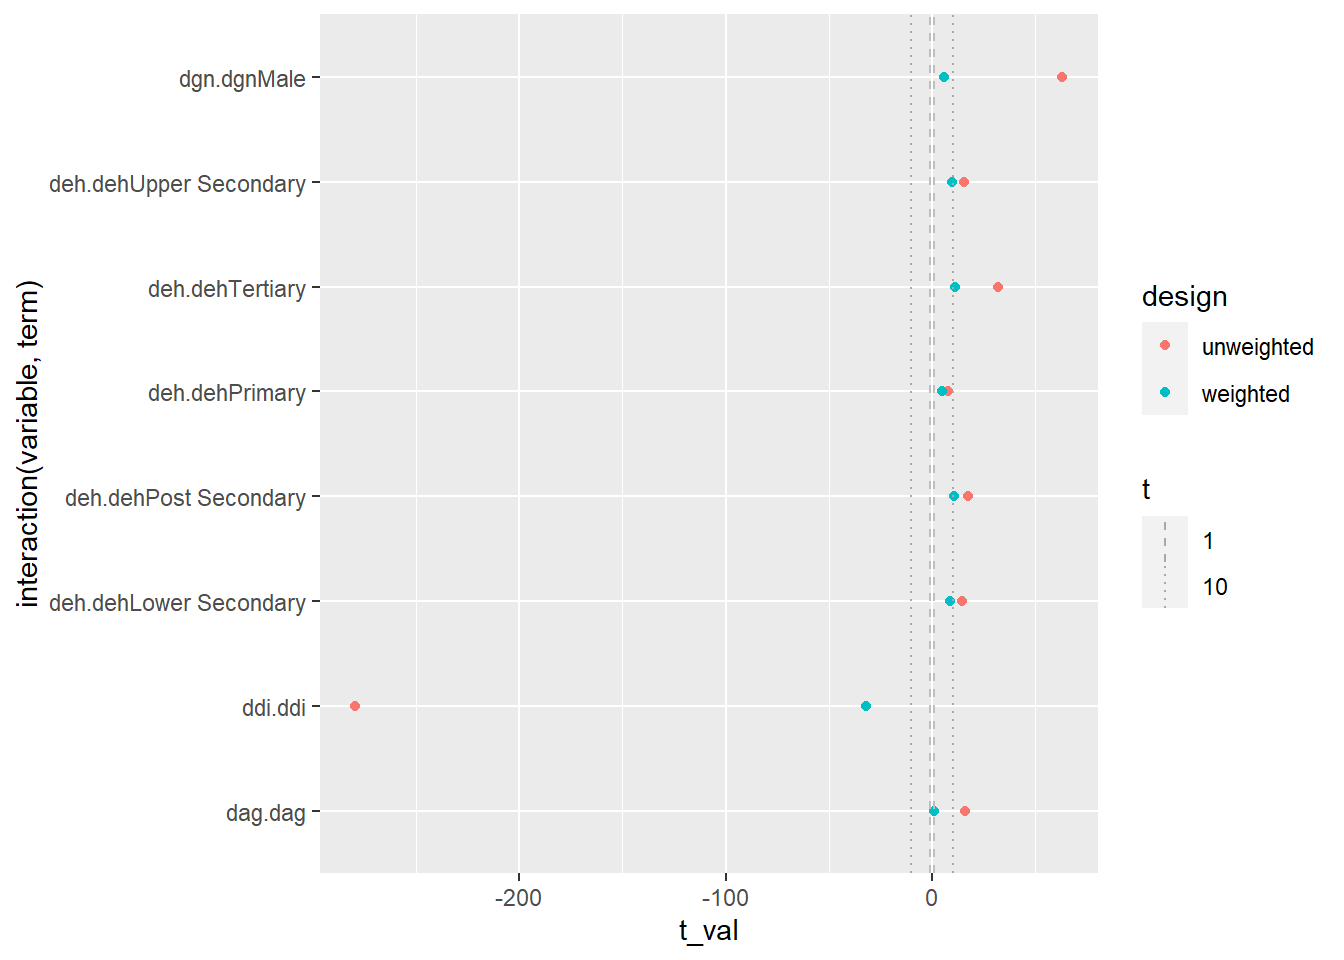 dgn.dgnMale
deh.dehUpper Secondary
deh.dehTertiary
deh.dehPrimary
deh.dehPost Secondary
deh.dehLower Secondary
ddi.ddi
dag.dag
interaction(variable, term)
-200
-100
0
t_val
design
unweighted
weighted
t
1
10